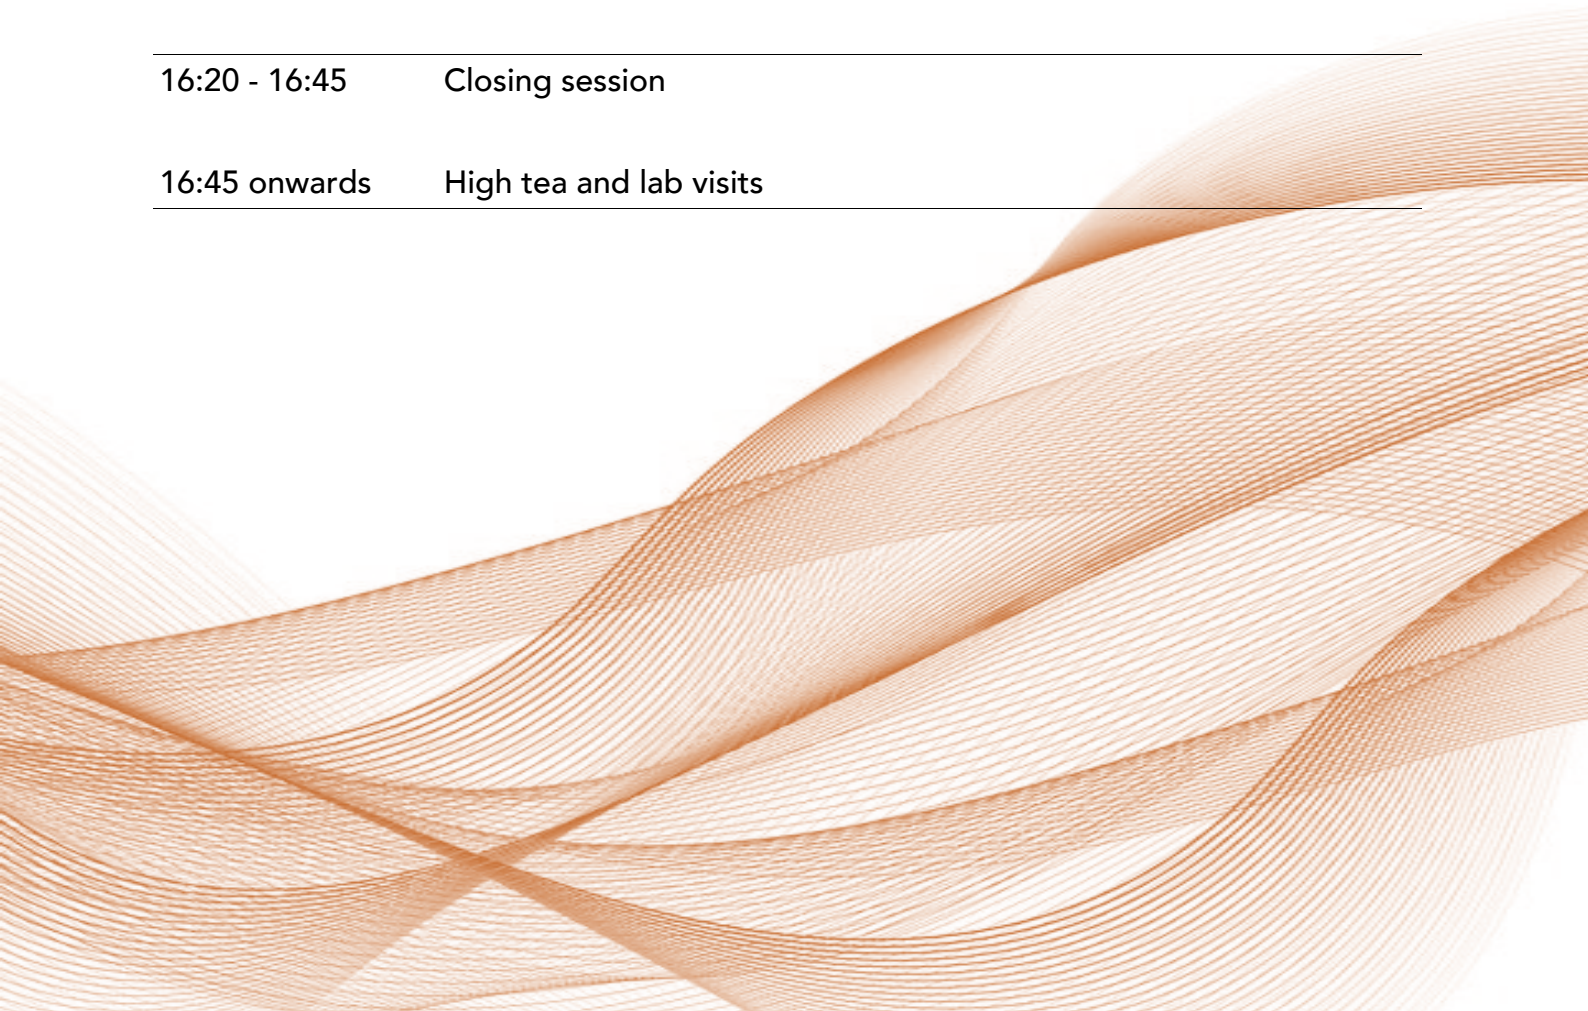 16:20 - 16:45 Closing session
16:45 onwards High tea and lab visits